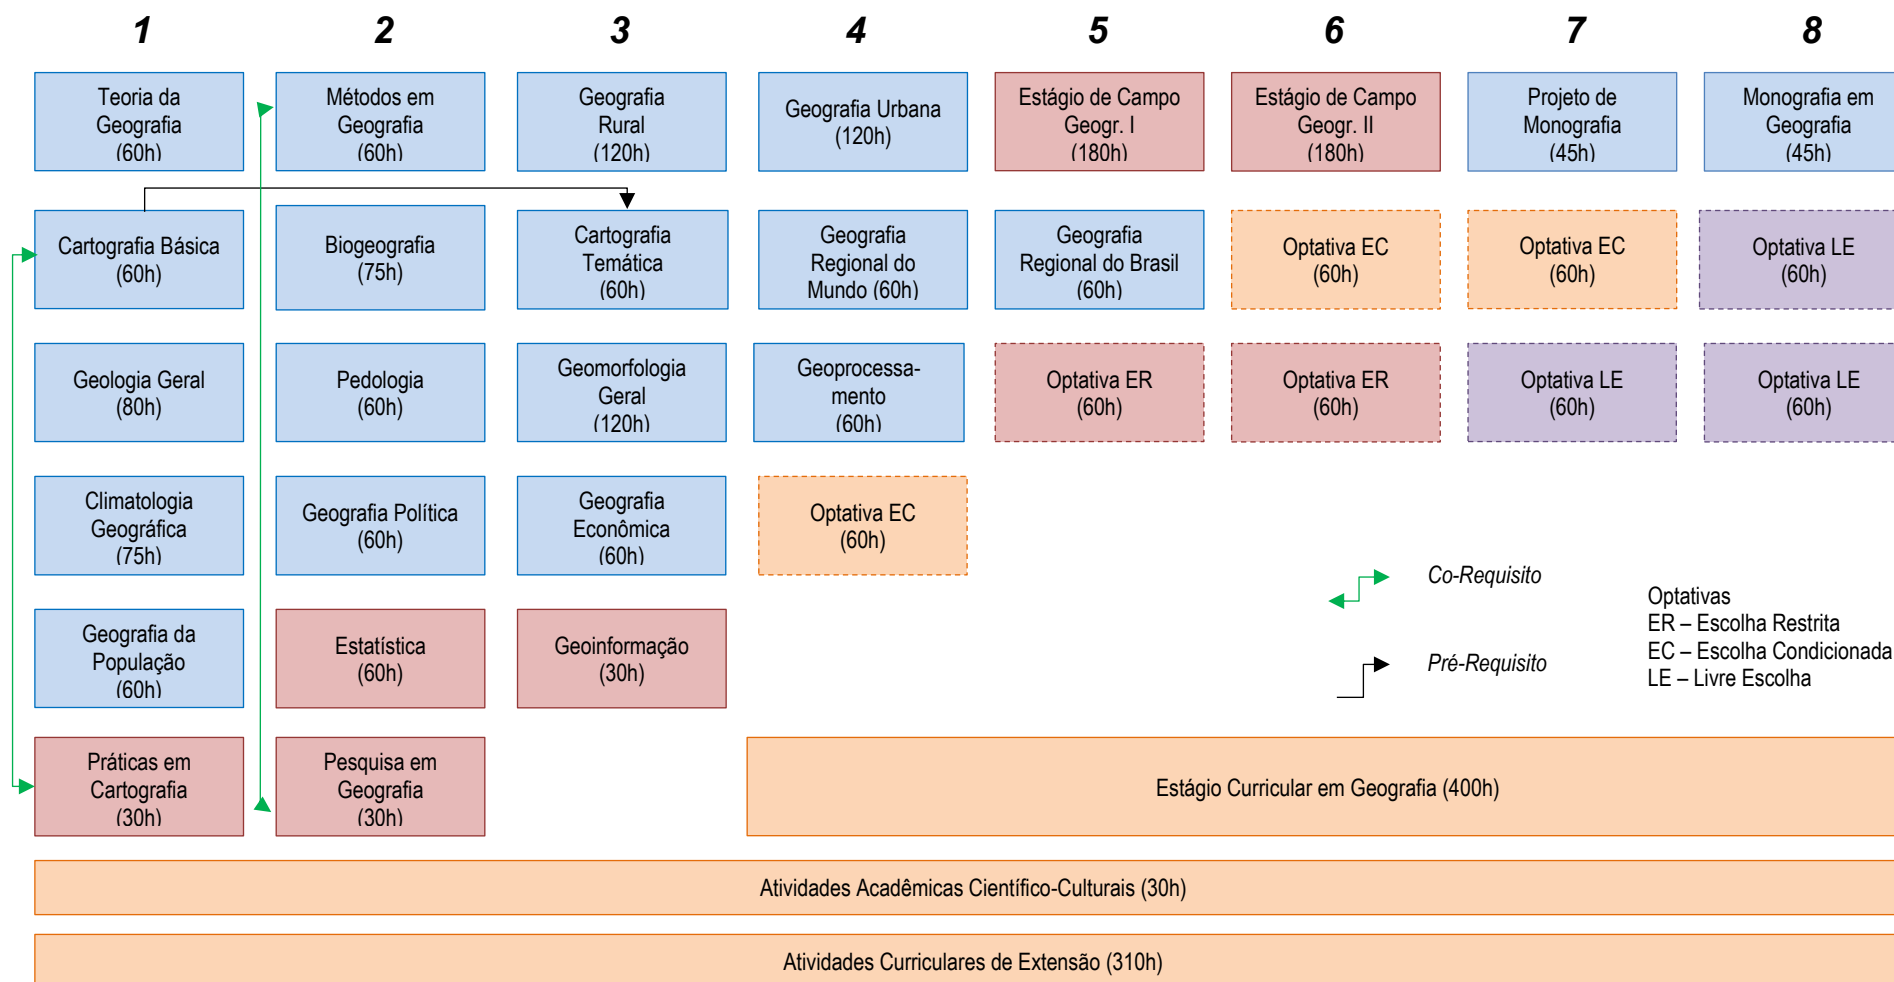 1
2
3
4
5
6
7
8
Teoria da
Geografia
(60h)
Métodos em
Geografia
(60h)
Geografia
Rural
(120h)
Geografia Urbana
(120h)
Estágio de Campo
Geogr. I
(180h)
Estágio de Campo
Geogr. II
(180h)
Projeto de
Monografia
(45h)
Monografia em
Geografia
(45h)
Cartografia Básica
(60h)
Biogeografia
(75h)
Cartografia
Temática
(60h)
Geografia
Regional do
Mundo (60h)
Geografia
Regional do Brasil
(60h)
Optativa EC
(60h)
Optativa EC
(60h)
Optativa LE
(60h)
Geologia Geral
(80h)
Pedologia
(60h)
Geomorfologia
Geral
(120h)
Geoprocessa-
mento
(60h)
Optativa ER
(60h)
Optativa ER
(60h)
Optativa LE
(60h)
Optativa LE
(60h)
Climatologia
Geográfica
(75h)
Geografia Política
(60h)
Geografia
Econômica
(60h)
Optativa EC
(60h)
Geografia da
População
(60h)
Estatística
(60h)
Geoinformação
(30h)
Co-Requisito
Pré-Requisito
Optativas
ER – Escolha Restrita
EC – Escolha Condicionada
LE – Livre Escolha
Práticas em
Cartografia
(30h)
Pesquisa em
Geografia
(30h)
Estágio Curricular em Geografia (400h)
Atividades Acadêmicas Científico-Culturais (30h)
Atividades Curriculares de Extensão (310h)